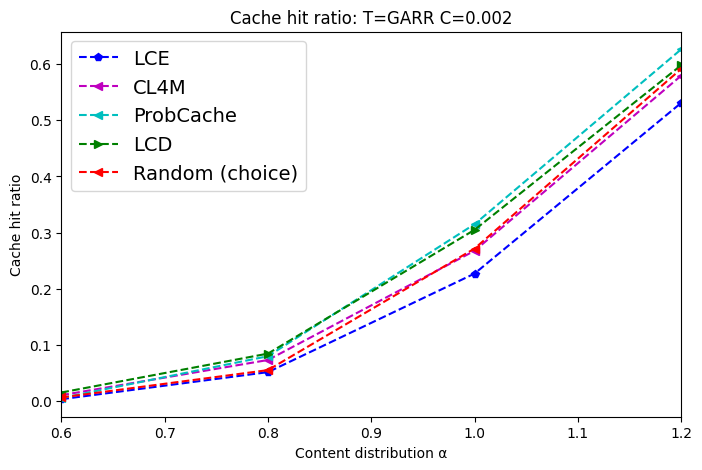 Cache hit ratio: T=GARR C=0.002
LCE
CL4M
ProbCache
LCD
Random (choice)
Cache hit ratio
0.6
0.5
0.4
0.3
0.2
0.1
0.0
0.6 0.7 0.8 0.9 1.0 1.1 1.2
Content distribution α